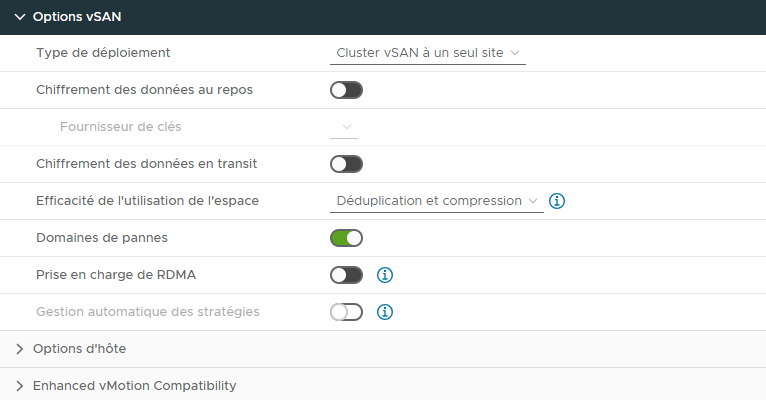 Options vSAN
Type de déploiement Cluster vSAN à un seul site
Chiffrement des données au repos
Fournisseur de clés
Chiffrement des données en transit
Efficacité de l'utilisation de l'espace Déduplication et compression
Domaines de pannes
Prise en charge de RDMA
Gestion automatique des stratégies
Options d'hôte
Enhanced vMotion Compatibility